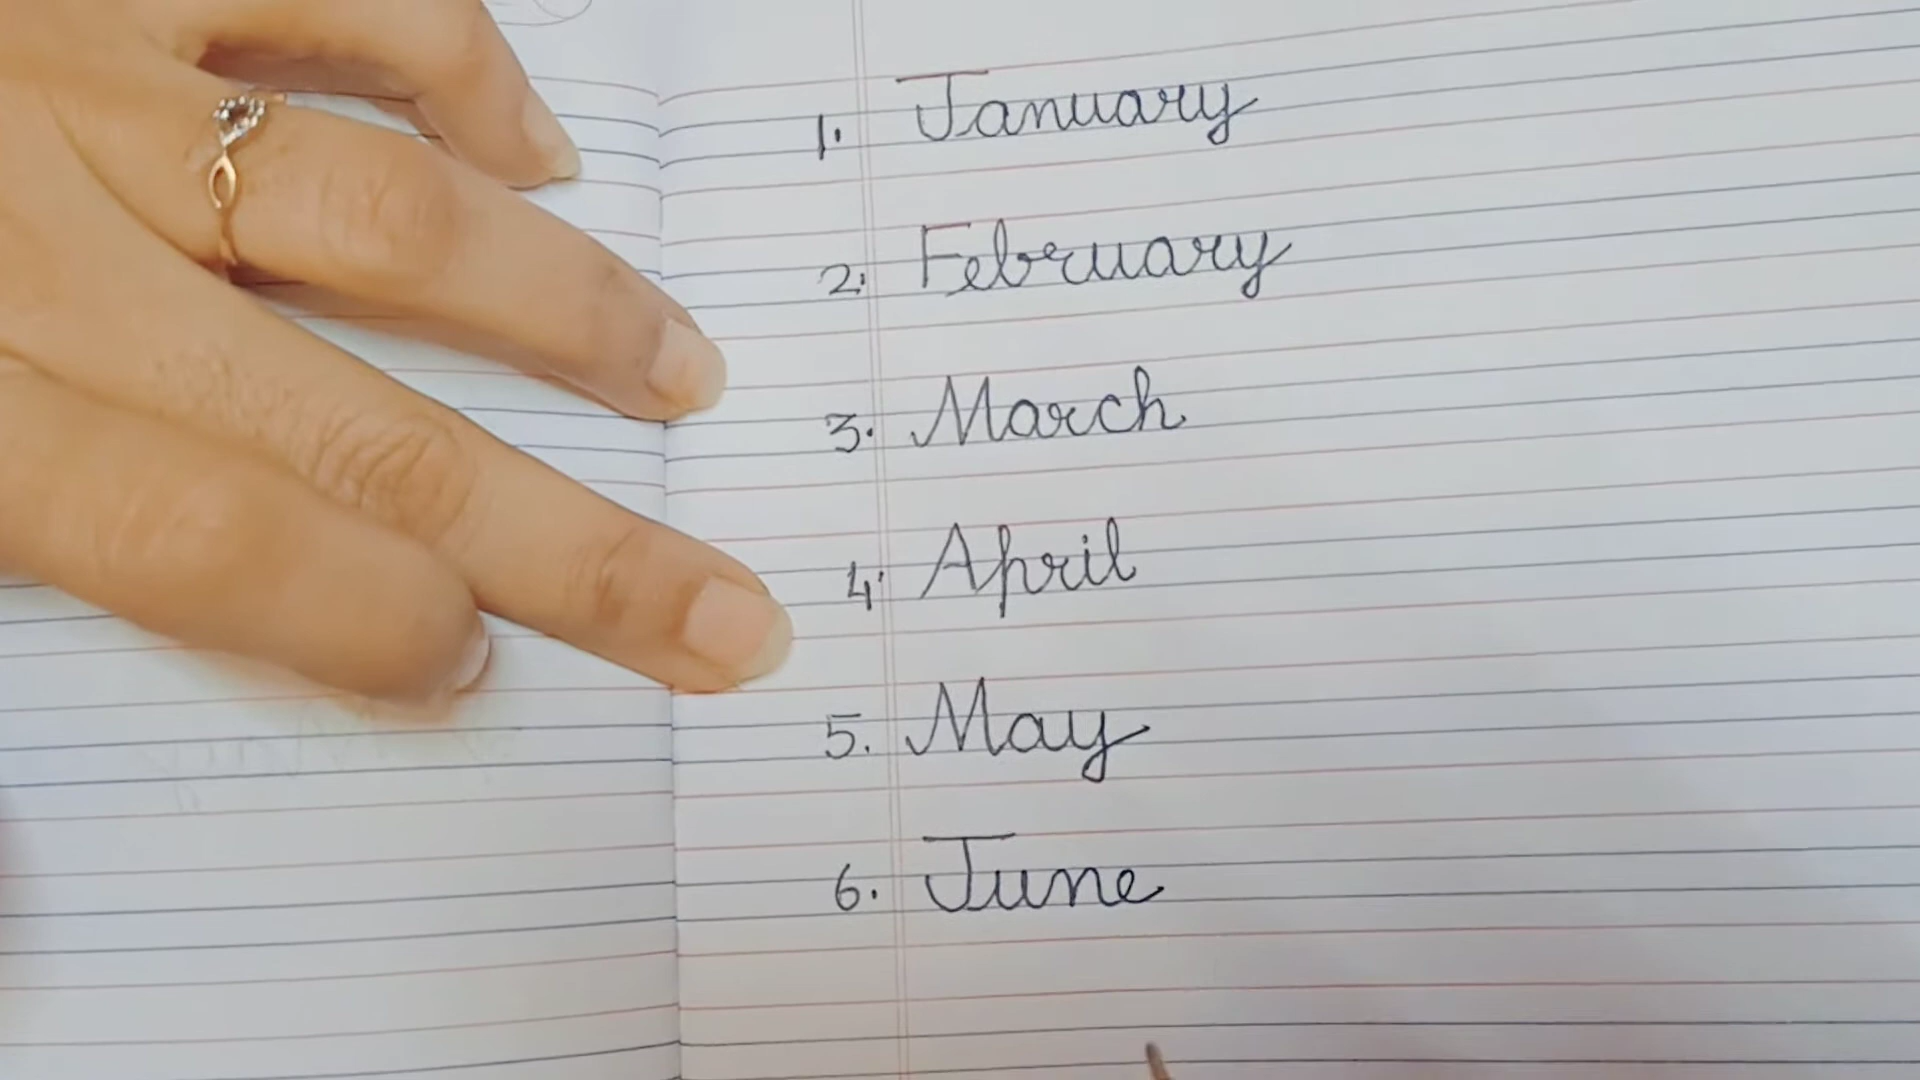 1. January
2. February
3. March
4. April
5. May
6. June